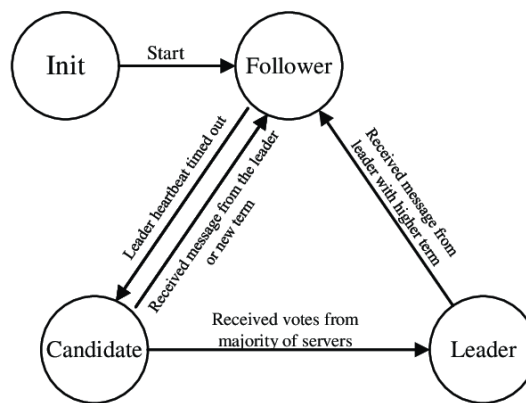 Init
Start
Follower
Leader heartbeat timed out
Received message from the leader
or new term
Received message from
leader with higher term
Candidate
Received votes from
majority of servers
Leader